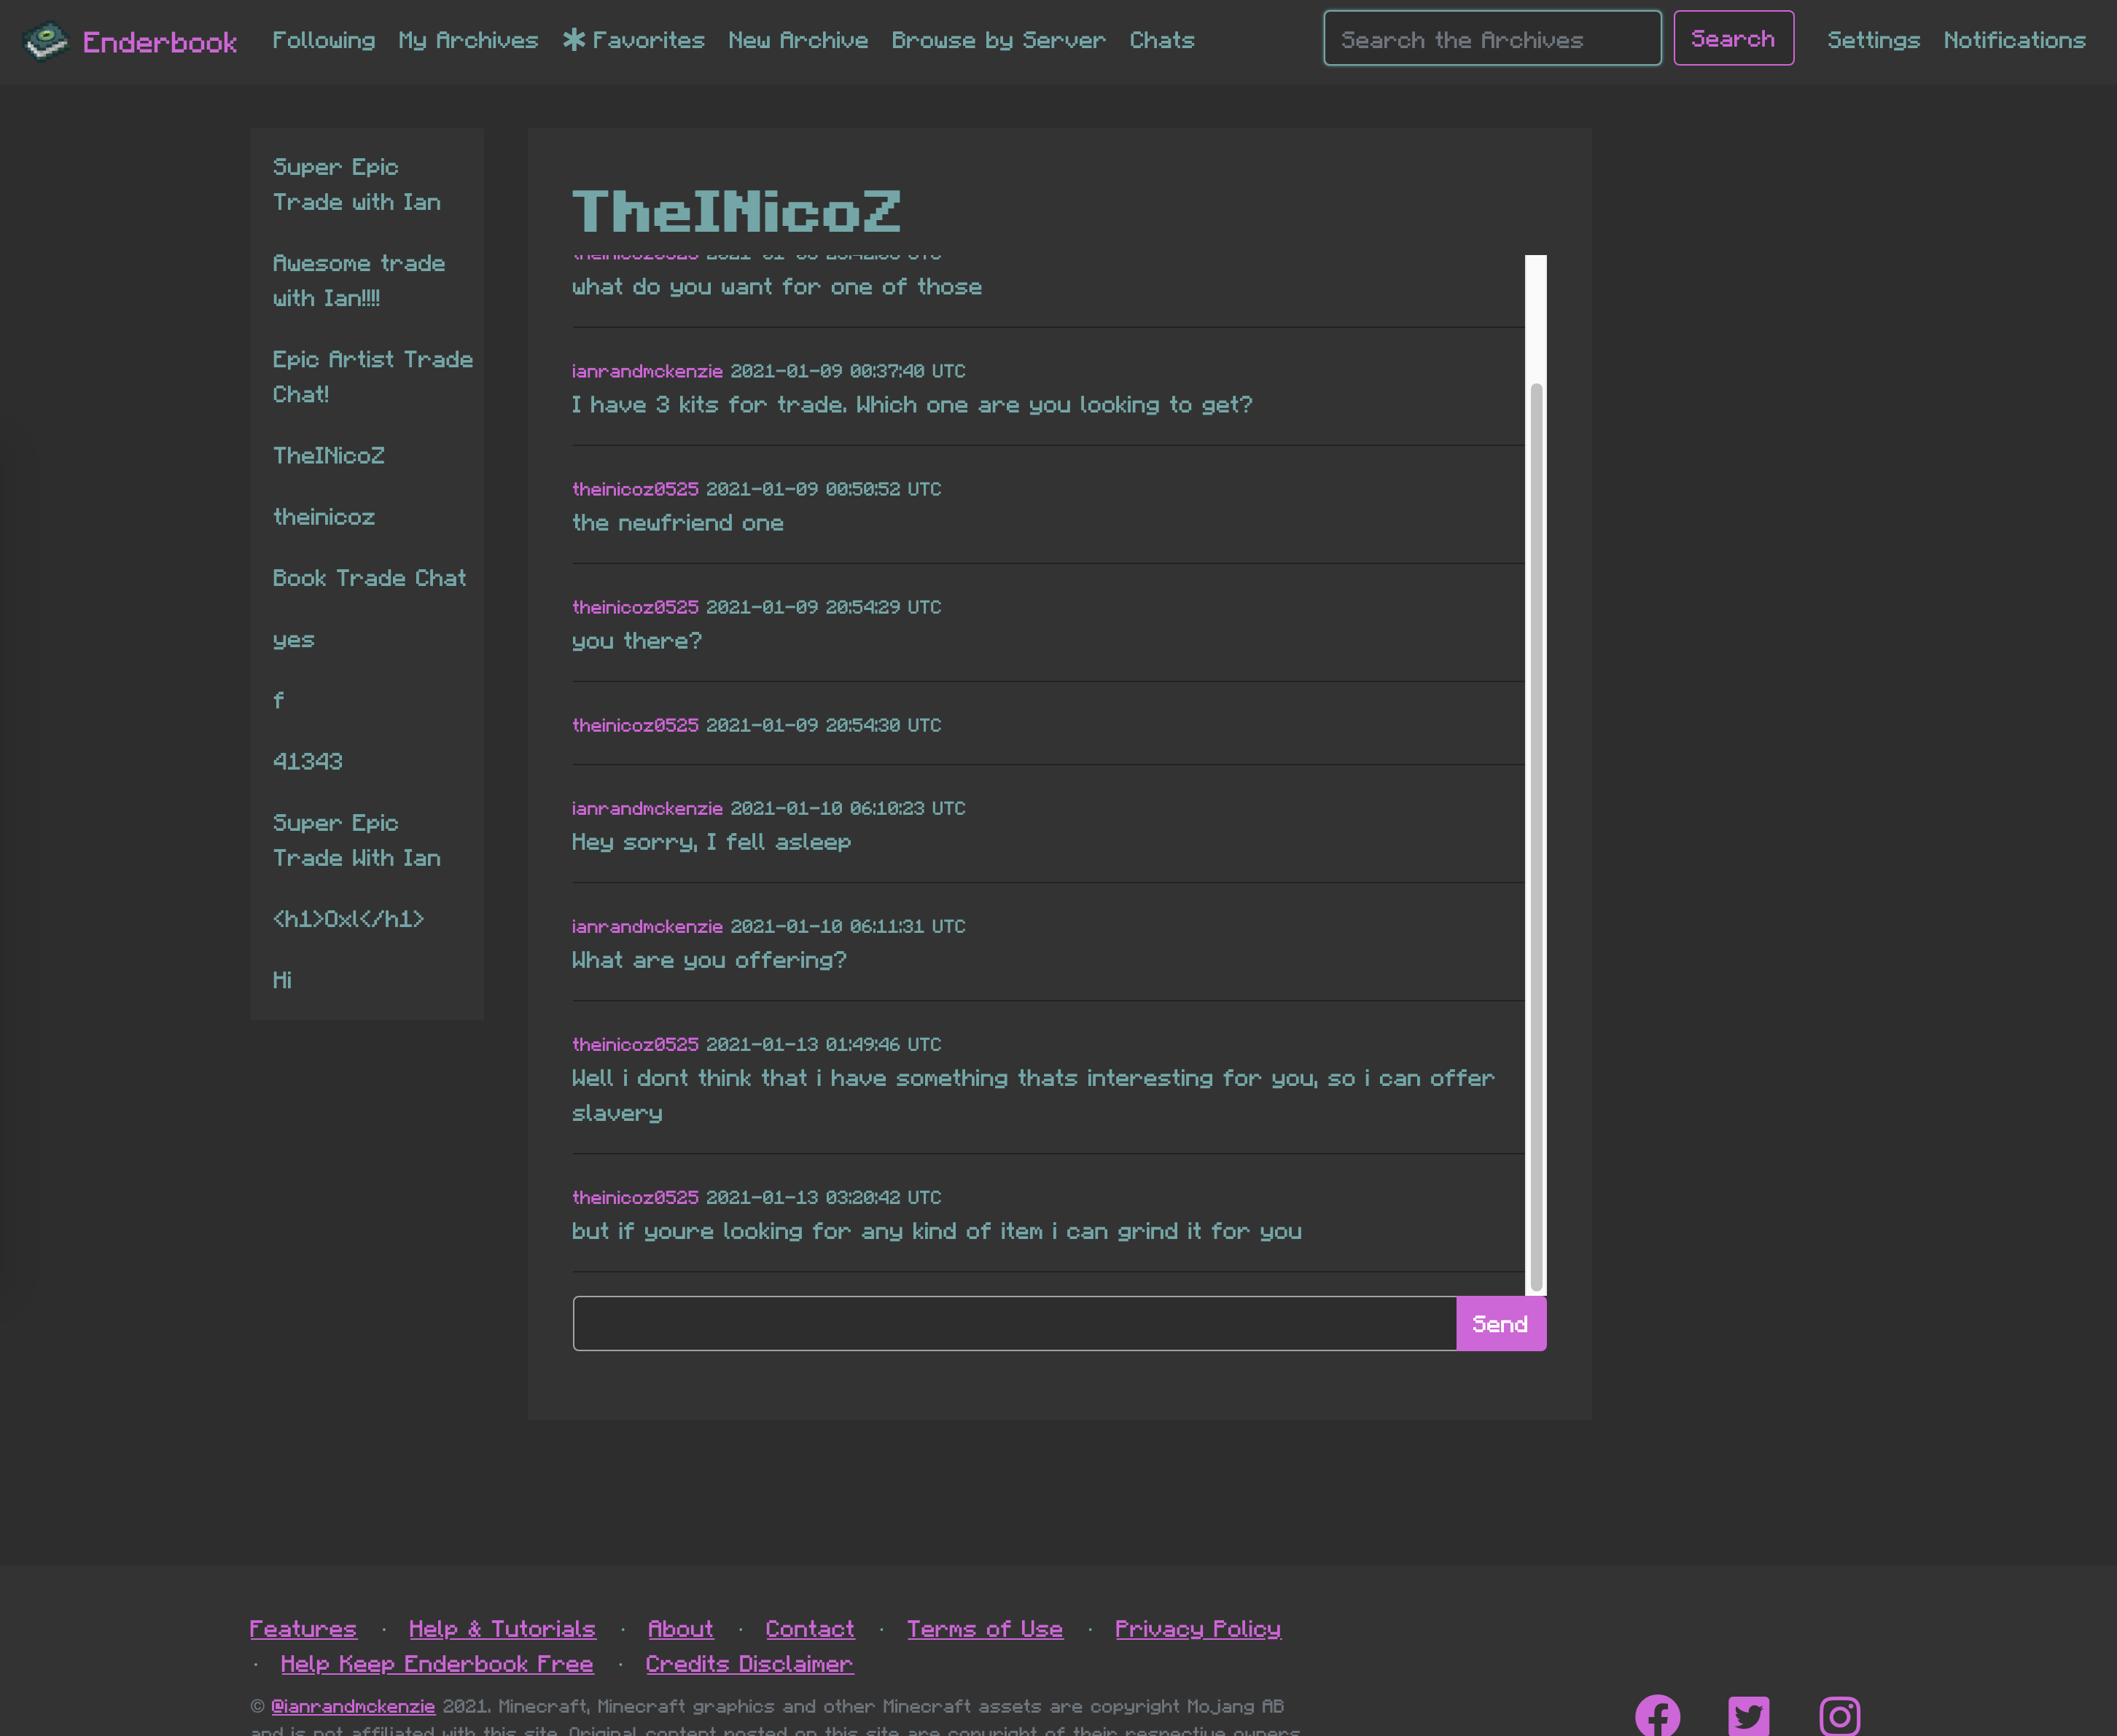 Enderbook Following My Archives Favorites New Archive Browse by Server Chats Search the Archives Search Settings Notifications
Super Epic
Trade with Ian
Awesome trade
with Ian!!!!
Epic Artist Trade
Chat!
TheINicoZ
theinicoz
Book Trade Chat
yes
f
41343
Super Epic
Trade With Ian
<h1>Oxl</h1>
Hi
TheINicoZ
what do you want for one of those
ianrandmckenzie 2021-01-09 00:37:40 UTC
I have 3 kits for trade. Which one are you looking to get?
theinicoz0525 2021-01-09 00:50:52 UTC
the newfriend one
theinicoz0525 2021-01-09 20:54:29 UTC
you there?
theinicoz0525 2021-01-09 20:54:30 UTC
ianrandmckenzie 2021-01-10 06:10:23 UTC
Hey sorry, I fell asleep
ianrandmckenzie 2021-01-10 06:11:31 UTC
What are you offering?
theinicoz0525 2021-01-13 01:49:46 UTC
Well i dont think that i have something thats interesting for you, so i can offer
slavery
theinicoz0525 2021-01-13 03:20:42 UTC
but if youre looking for any kind of item i can grind it for you
Send
Features · Help & Tutorials · About · Contact · Terms of Use · Privacy Policy
· Help Keep Enderbook Free · Credits Disclaimer
© @ianrandmckenzie 2021. Minecraft, Minecraft graphics and other Minecraft assets are copyright Mojang AB
and is not affiliated with this site. Original content posted on this site are copyright of their respective owners